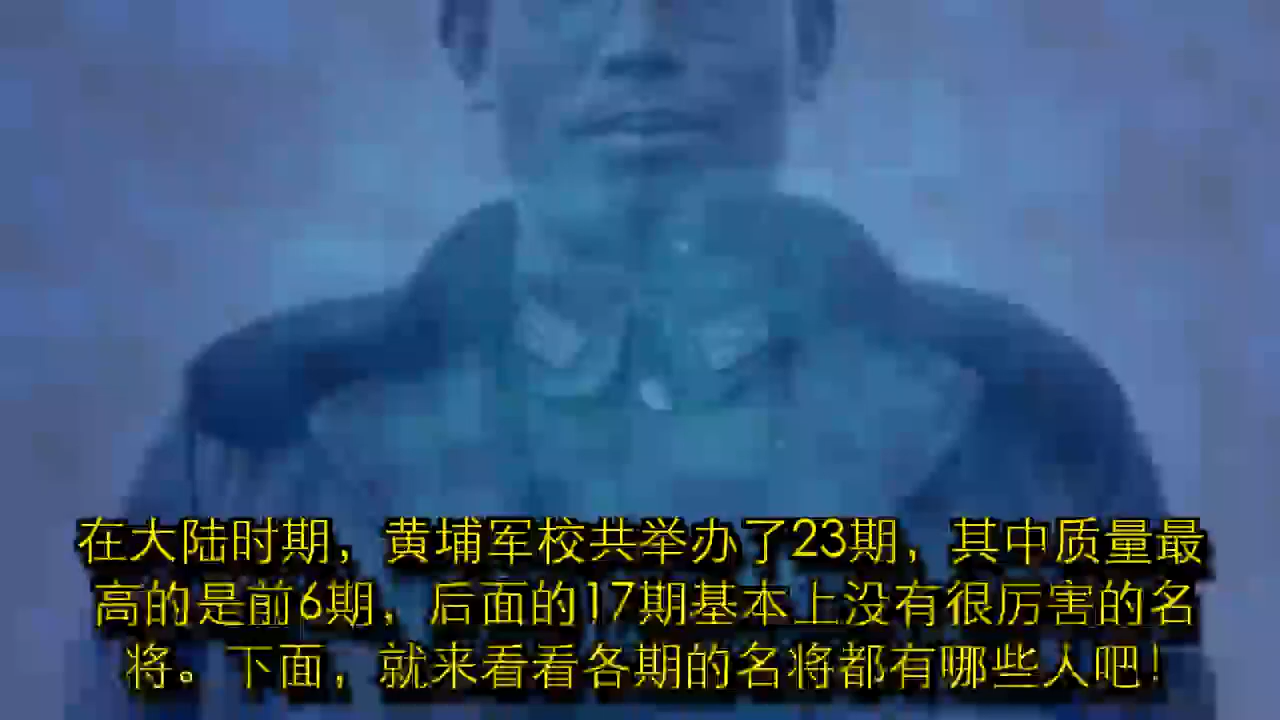 在大陆时期，黄埔军校共举办了23期，其中质量最
高的是前6期，后面的17期基本上没有很厉害的名
将。下面，就来看看各期的名将都有哪些人吧！